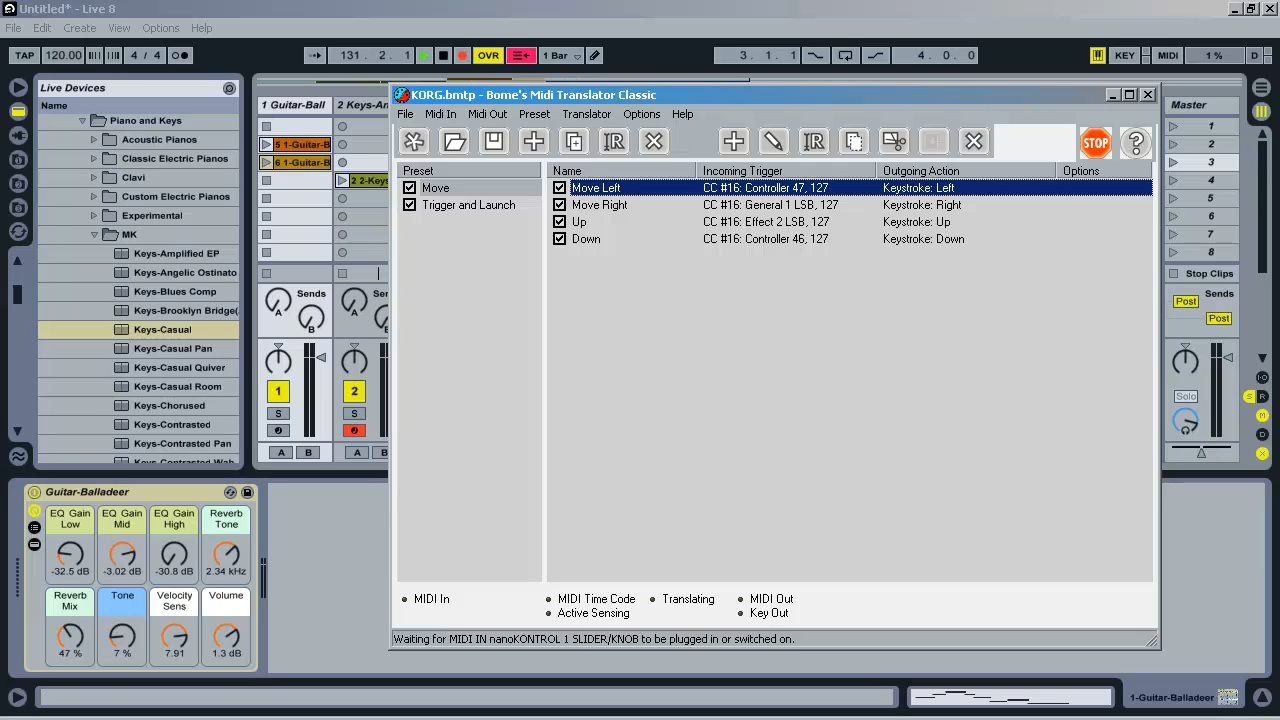 Untitled* - Live 8
File Edit Create View Options Help
TAP 120.00 4 / 4 131. 2. 1 OVR 1 Bar 3. 1. 1 4. 0. 0 KEY MIDI 1 % D
Live Devices
Name
Piano and Keys
Acoustic Pianos
Classic Electric Pianos
Clavi
Custom Electric Pianos
Experimental
MK
Keys-Amplified EP
Keys-Angelic Ostinato
Keys-Blues Comp
Keys-Brooklyn Bridge(
Keys-Casual
Keys-Casual Pan
Keys-Casual Quiver
Keys-Casual Room
Keys-Chorused
Keys-Contrasted
Keys-Contrasted Pan
Keys-Contrasted Wah
1 Guitar-Ball 2 Keys-An
5 1-Guitar-B
6 1-Guitar-B
2 2-Keys
Sends
A
B
Sen
A
1 2
S S
A B A B
KORG.bmtp - Bome's Midi Translator Classic
File Midi In Midi Out Preset Translator Options Help
STOP ?
Preset
Move
Trigger and Launch
Name Incoming Trigger Outgoing Action Options
Move Left CC #16: Controller 47, 127 Keystroke: Left
Move Right CC #16: General 1 LSB, 127 Keystroke: Right
Up CC #16: Effect 2 LSB, 127 Keystroke: Up
Down CC #16: Controller 46, 127 Keystroke: Down
MIDI In MIDI Time Code Translating MIDI Out
Active Sensing Key Out
Waiting for MIDI IN nanoKONTROL 1 SLIDER/KNOB to be plugged in or switched on.
Master
1
2
3
4
5
6
7
8
Stop Clips
Sends
Post
Post
Solo
I-O
S R
M
D
X
Guitar-Balladeer
EQ Gain Low EQ Gain Mid EQ Gain High Reverb Tone
-32.5 dB -3.02 dB -30.8 dB 2.34 kHz
Reverb Mix Tone Velocity Sens Volume
47 % 7 % 7.91 1.3 dB
1-Guitar-Balladeer